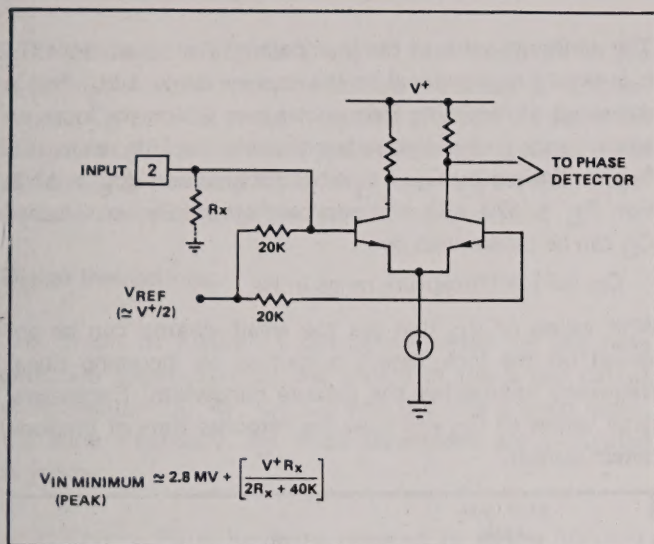 V+
INPUT 2
TO PHASE
DETECTOR
Rx
20K
VREF
(≃ V+/2)
20K
VIN MINIMUM ≃ 2.8 MV + [V+Rx / 2Rx + 40K]
(PEAK)